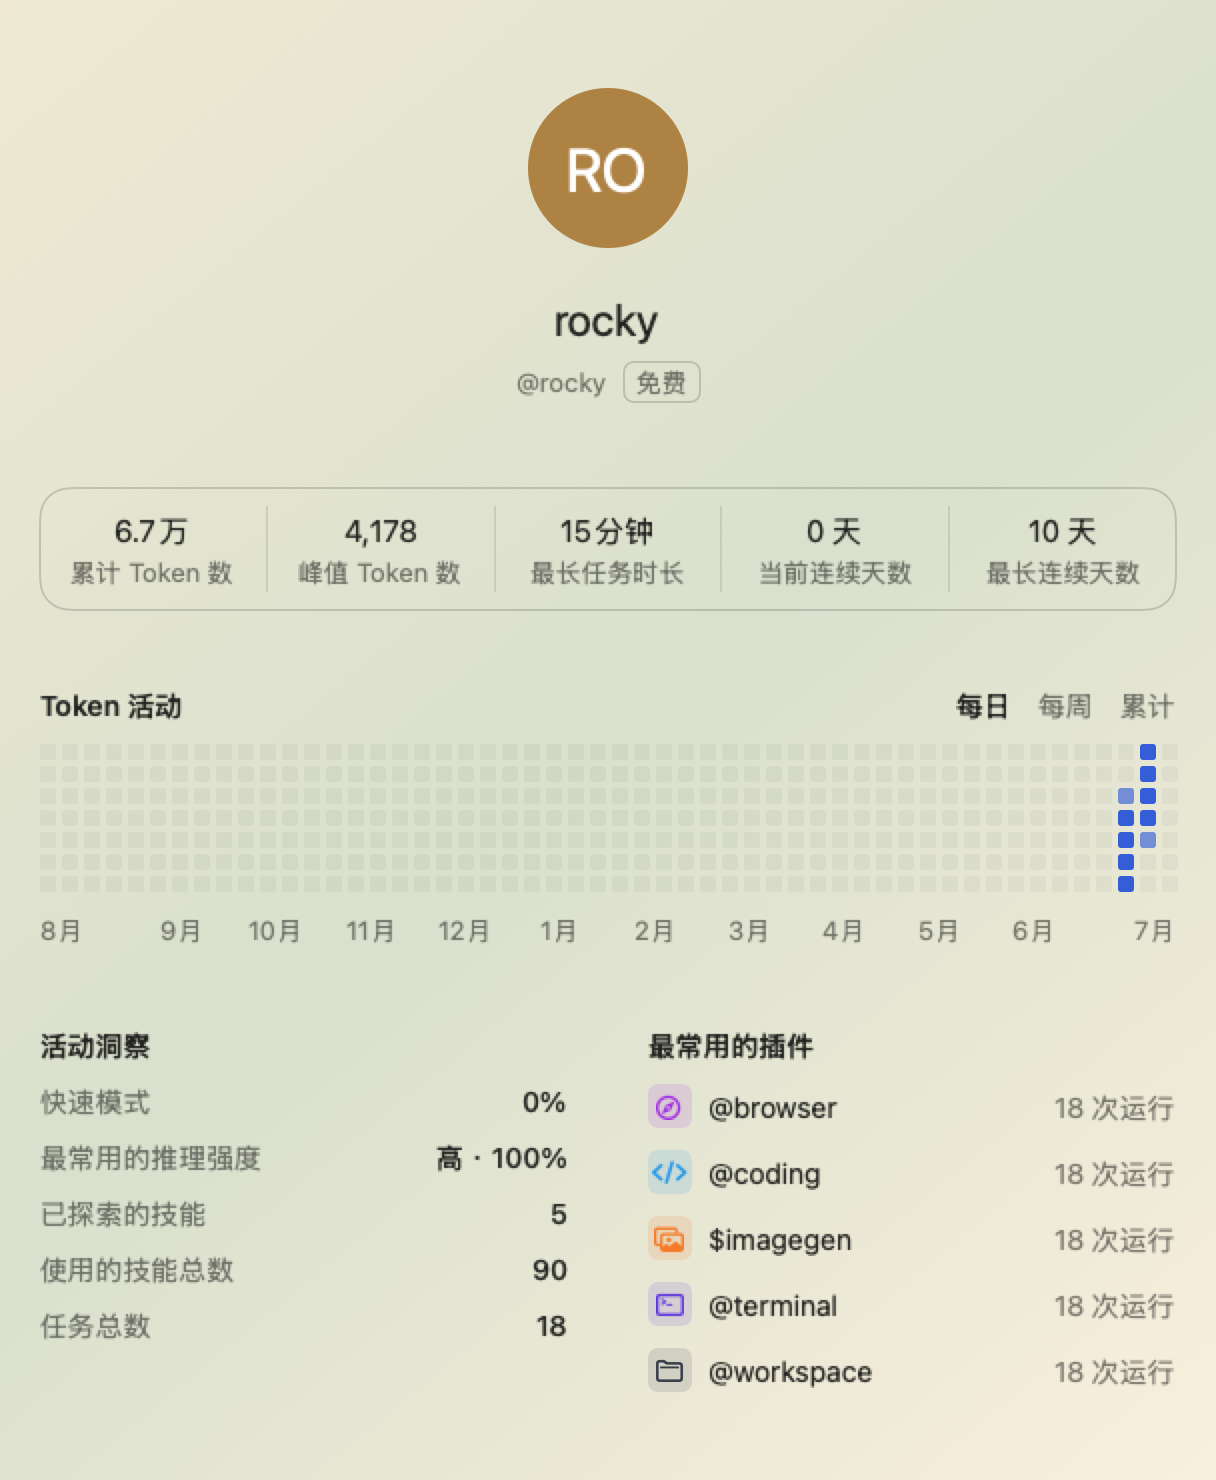 RO
rocky
@rocky 免费
6.7万 4,178 15分钟 0 天 10 天
累计 Token 数 峰值 Token 数 最长任务时长 当前连续天数 最长连续天数
Token 活动 每日 每周 累计
8月 9月 10月 11月 12月 1月 2月 3月 4月 5月 6月 7月
活动洞察
快速模式 0%
最常用的推理强度 高 · 100%
已探索的技能 5
使用的技能总数 90
任务总数 18
最常用的插件
@browser 18 次运行
@coding 18 次运行
$imagegen 18 次运行
@terminal 18 次运行
@workspace 18 次运行